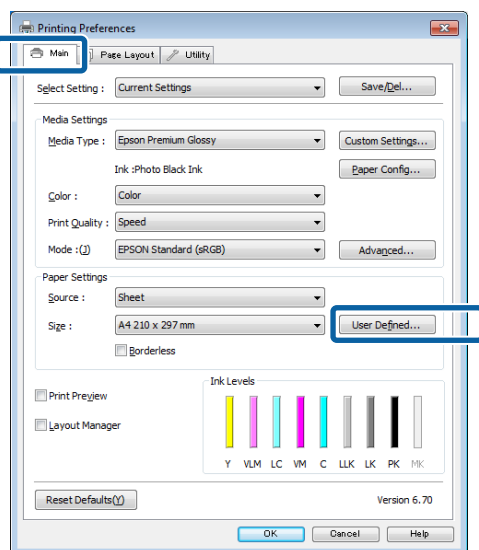 Printing Preferences
Main Page Layout Utility
Select Setting : Current Settings Save/Del...
Media Settings
Media Type : Epson Premium Glossy Custom Settings...
Ink :Photo Black Ink Paper Config...
Color : Color
Print Quality : Speed
Mode :(J) EPSON Standard (sRGB) Advanced...
Paper Settings
Source : Sheet
Size : A4 210 x 297 mm User Defined...
Borderless
Ink Levels
Print Preview
Layout Manager
Y VLM LC VM C LLK LK PK MK
Reset Defaults(Y) Version 6.70
OK Cancel Help